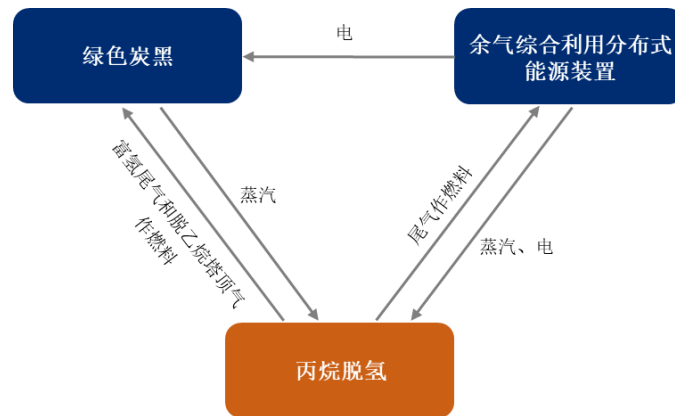 电
绿色炭黑
余气综合利用分布式
能源装置
富氢尾气和脱乙烷塔顶气
作燃料
蒸汽
尾气作燃料
蒸汽、电
丙烷脱氢